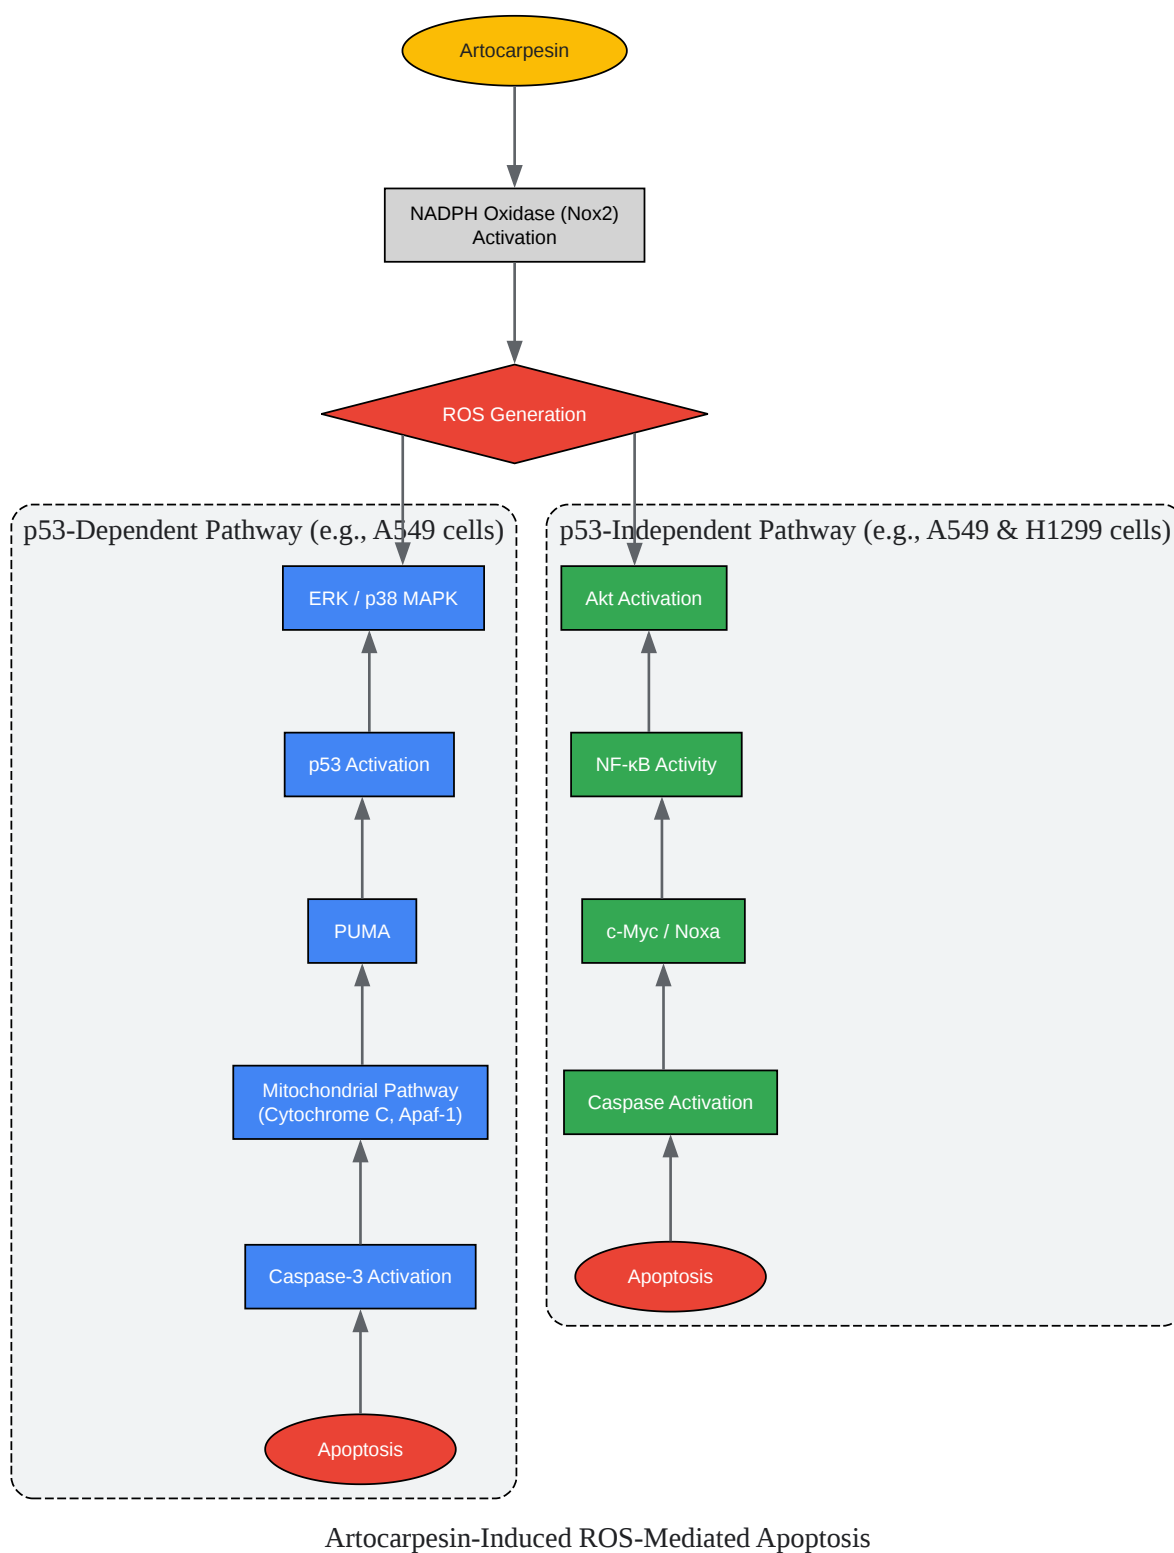 Artocarpesin
NADPH Oxidase (Nox2)
Activation
ROS Generation
p53-Dependent Pathway (e.g., A549 cells)
ERK / p38 MAPK
p53 Activation
PUMA
Mitochondrial Pathway
(Cytochrome C, Apaf-1)
Caspase-3 Activation
Apoptosis
p53-Independent Pathway (e.g., A549 & H1299 cells)
Akt Activation
NF-κB Activity
c-Myc / Noxa
Caspase Activation
Apoptosis
Artocarpesin-Induced ROS-Mediated Apoptosis